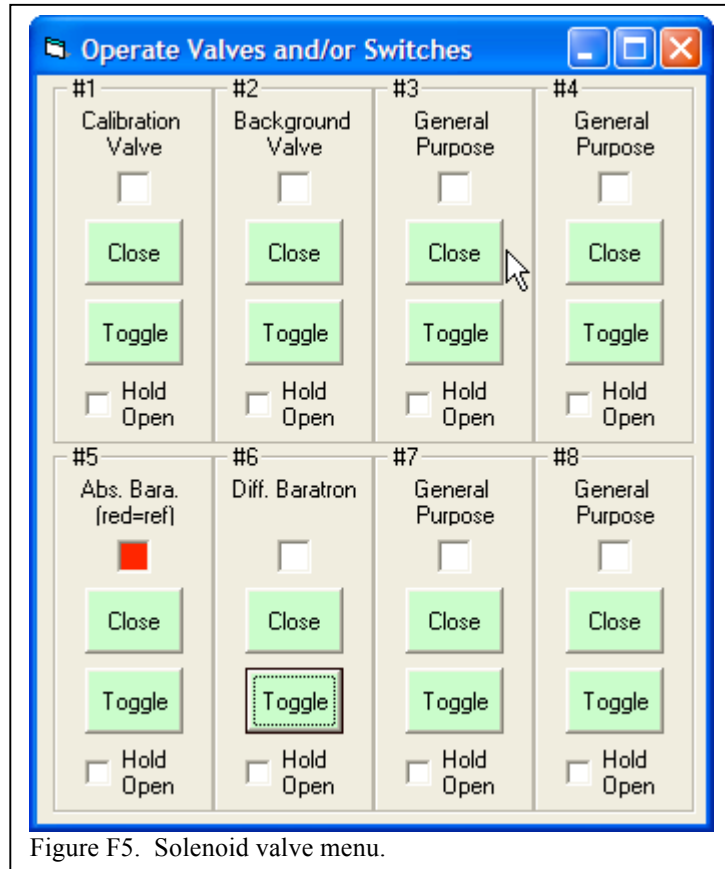 Operate Valves and/or Switches
#1 #2 #3 #4
Calibration Background General General
Valve Valve Purpose Purpose
Close Close Close Close
Toggle Toggle Toggle Toggle
Hold Hold Hold Hold
Open Open Open Open
#5 #6 #7 #8
Abs. Bara. Diff. Baratron General General
(red=ref) Purpose Purpose
Close Close Close Close
Toggle Toggle Toggle Toggle
Hold Hold Hold Hold
Open Open Open Open
Figure F5. Solenoid valve menu.